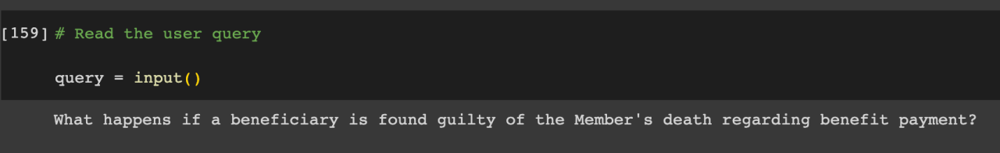 [159] # Read the user query
query = input()
What happens if a beneficiary is found guilty of the Member's death regarding benefit payment?